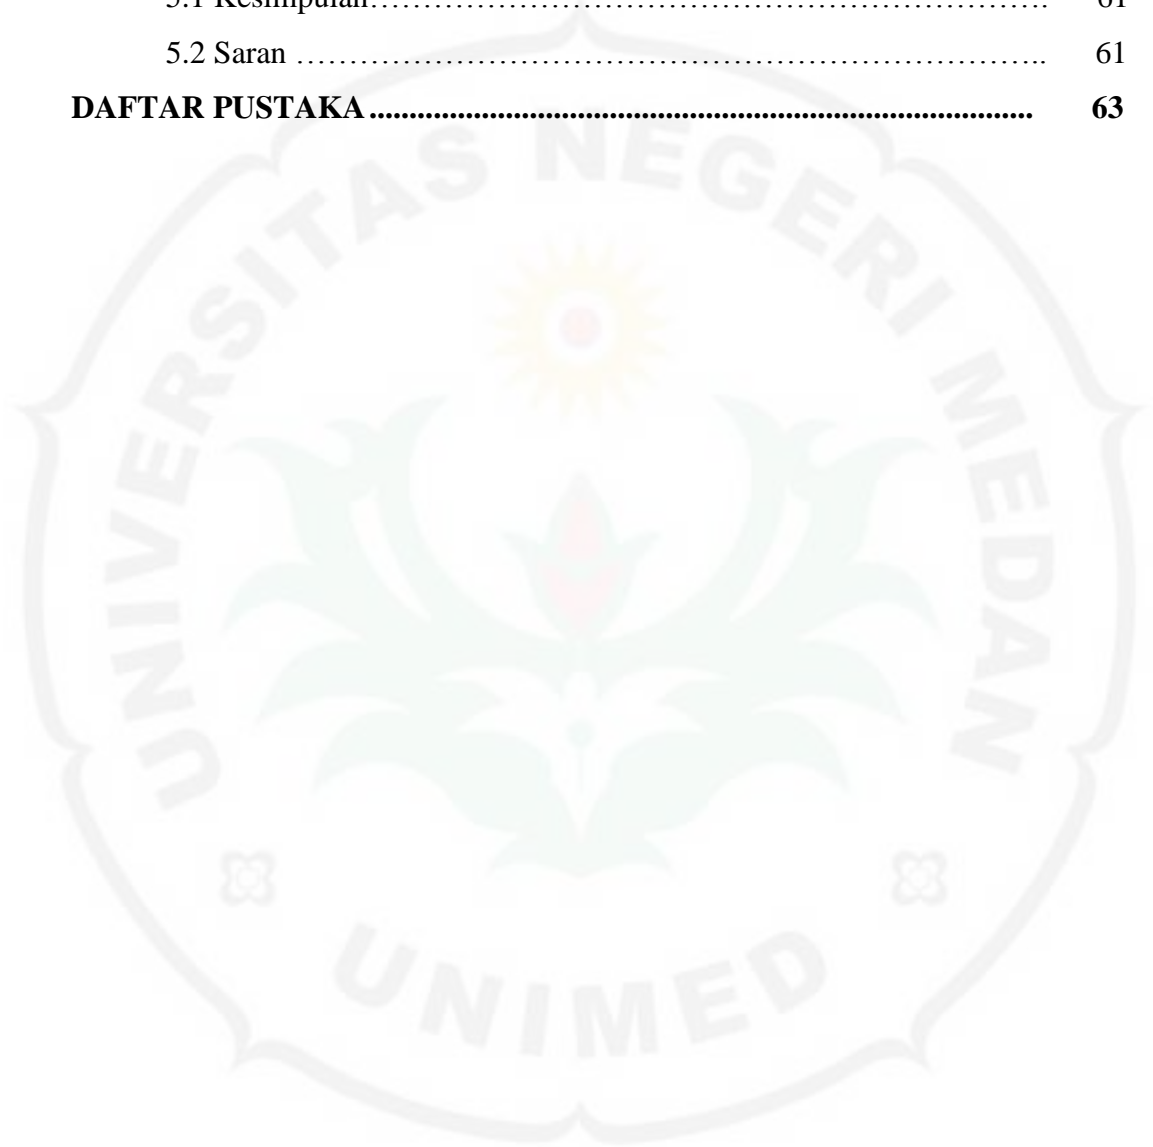 5.1 Kesimpulan……………………………………………………………. 61
5.2 Saran …………………………………………………………….. 61
DAFTAR PUSTAKA................................................................................... 63
UNIVERSITAS NEGERI MEDAN
UNIMED